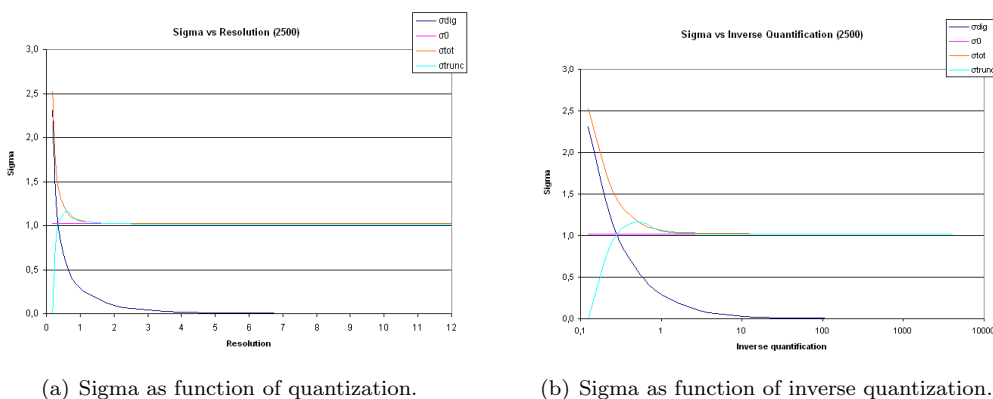 Sigma vs Resolution (2500)
σdig
σ0
σtot
σtrunc
3,0
2,5
2,0
1,5
1,0
0,5
0,0
Sigma
0 1 2 3 4 5 6 7 8 9 10 11 12
Resolution
(a) Sigma as function of quantization.
Sigma vs Inverse Quantification (2500)
σdig
σ0
σtot
σtrunc
3,0
2,5
2,0
1,5
1,0
0,5
0,0
Sigma
0,1 1 10 100 1000 10000
Inverse quantification
(b) Sigma as function of inverse quantization.